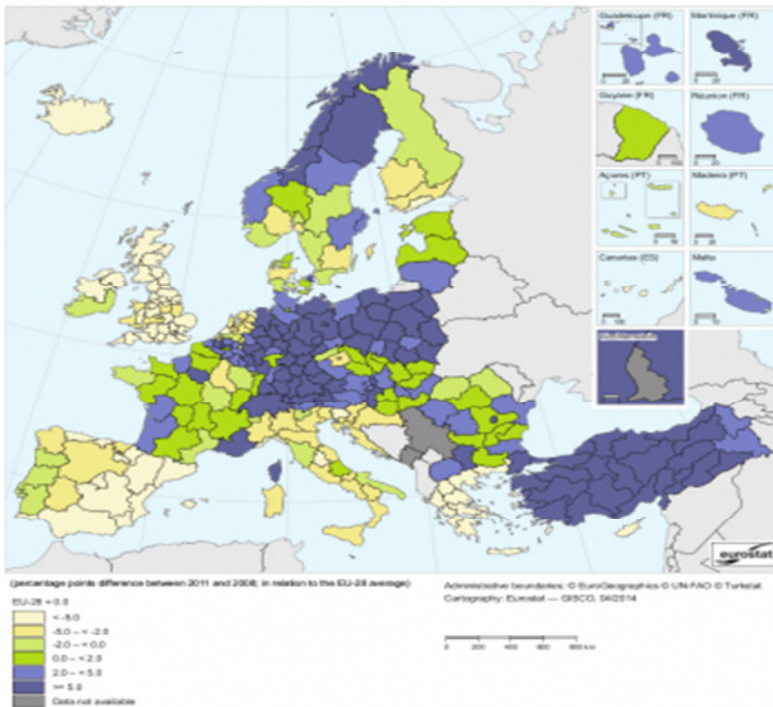 Guadeloupe (FR)
Martinique (FR)
Guyane (FR)
Réunion (FR)
Açores (PT)
Madeira (PT)
Canarias (ES)
Malta
Liechtenstein
eurostat
(percentage points difference between 2011 and 2008; in relation to the EU-28 average)
Administrative boundaries: © EuroGeographics © UN-FAO © Turkstat
Cartography: Eurostat — GISCO, 04/2014
EU-28 = 0.0
< -5.0
-5.0 – < -2.0
-2.0 – < 0.0
0.0 – < 2.0
2.0 – < 5.0
>= 5.0
Data not available
0 200 400 600 800 km